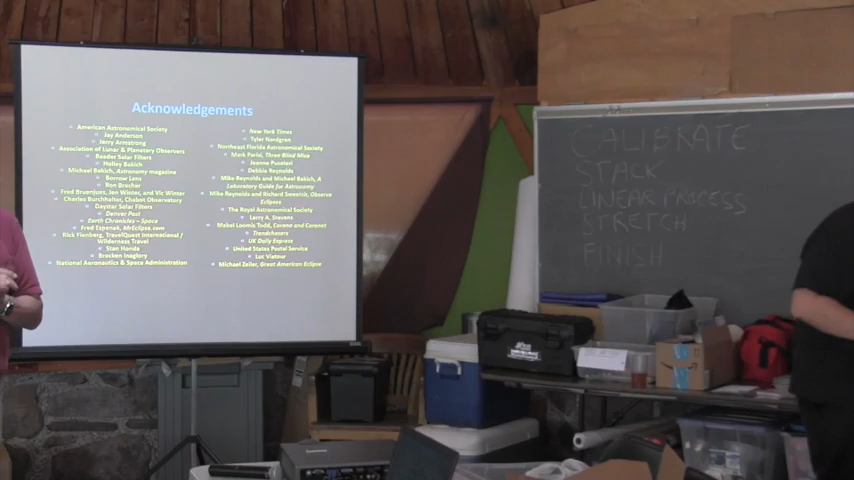 Acknowledgements
American Astronomical Society
Jay Anderson
Jerry Armstrong
Association of Lunar & Planetary Observers
Baader Solar Filters
Holley Bakich
Michael Bakich, Astronomy magazine
Borrow Lens
Ron Brecher
Fred Bruenjes, Jen Winter, and Vic Winter
Charles Burckhalter, Chabot Observatory
Daystar Solar Filters
Denver Post
Earth Chronicles – Space
Fred Espenak, MrEclipse.com
Rick Fienberg, TravelQuest International /
Wilderness Travel
Stan Honda
Bracken Inaglory
National Aeronautics & Space Administration
New York Times
Tyler Nordgren
Northeast Florida Astronomical Society
Mark Parisi, Three Blind Mice
Jeanne Pusateri
Debbie Reynolds
Mike Reynolds and Michael Bakich, A
Laboratory Guide for Astronomy
Mike Reynolds and Richard Sweetsir, Observe
Eclipses
The Royal Astronomical Society
Larry A. Stevens
Mabel Loomis Todd, Corona and Coronet
Trendchasers
UK Daily Express
United States Postal Service
Luc Viatour
Michael Zeiler, Great American Eclipse
CALIBRATE
STACK
LINEAR PROCESS
STRETCH
FINISH